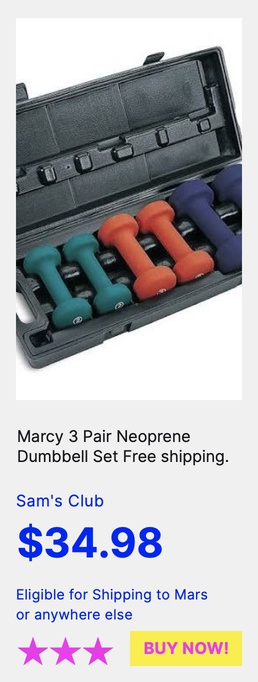 Marcy 3 Pair Neoprene
Dumbbell Set Free shipping.
Sam's Club
$34.98
Eligible for Shipping to Mars
or anywhere else
BUY NOW!